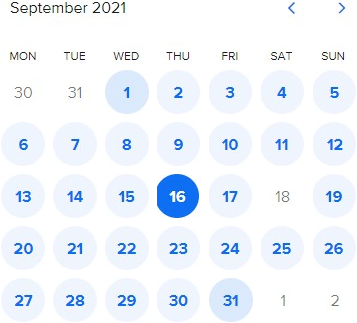 September 2021
MON TUE WED THU FRI SAT SUN
30 31 1 2 3 4 5
6 7 8 9 10 11 12
13 14 15 16 17 18 19
20 21 22 23 24 25 26
27 28 29 30 31 1 2